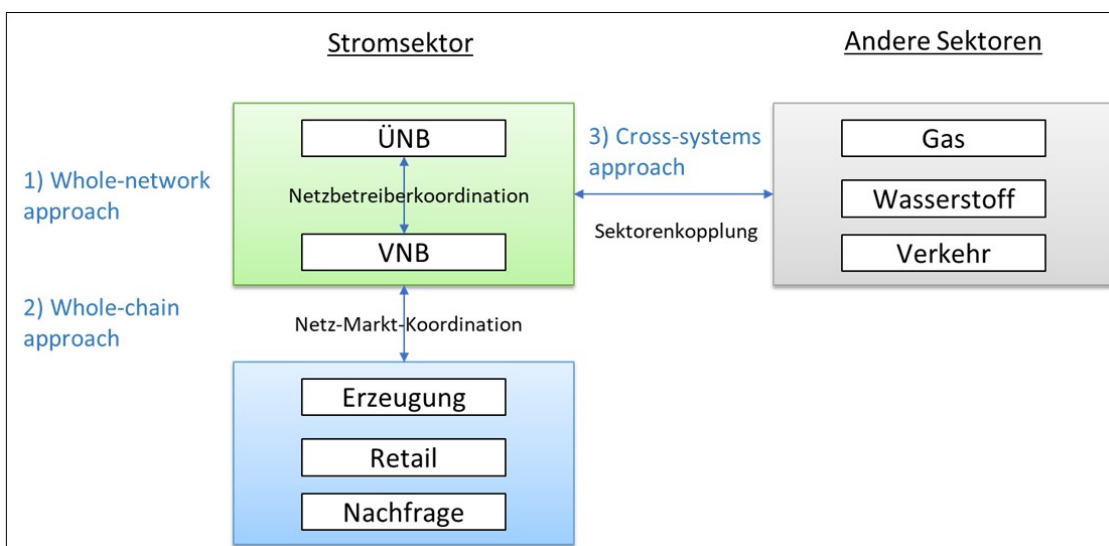 Stromsektor
Andere Sektoren
1) Whole-network
approach
ÜNB
Netzbetreiberkoordination
VNB
3) Cross-systems
approach
Sektorenkopplung
Gas
Wasserstoff
Verkehr
2) Whole-chain
approach
Netz-Markt-Koordination
Erzeugung
Retail
Nachfrage